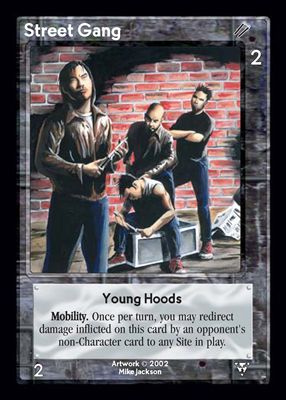 Street Gang
2
Young Hoods
Mobility. Once per turn, you may redirect
damage inflicted on this card by an opponent's
non-Character card to any Site in play.
2
Artwork © 2002
Mike Jackson